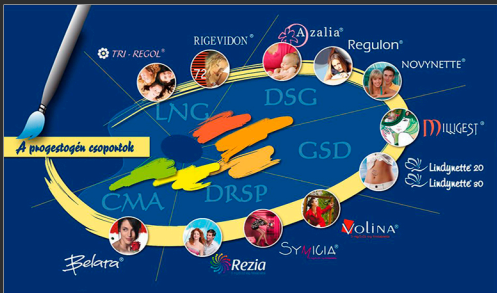 TRI - REGOL®
RIGEVIDON®
Azalia®
Regulon®
NOVYNETTE®
72
LNG
DSG
MILLIGEST®
A progesztogén csoportok
GSD
Lindynette® 20
Lindynette® 30
CMA
DRSP
Volina®
Symicia®
Belara®
Rezia®